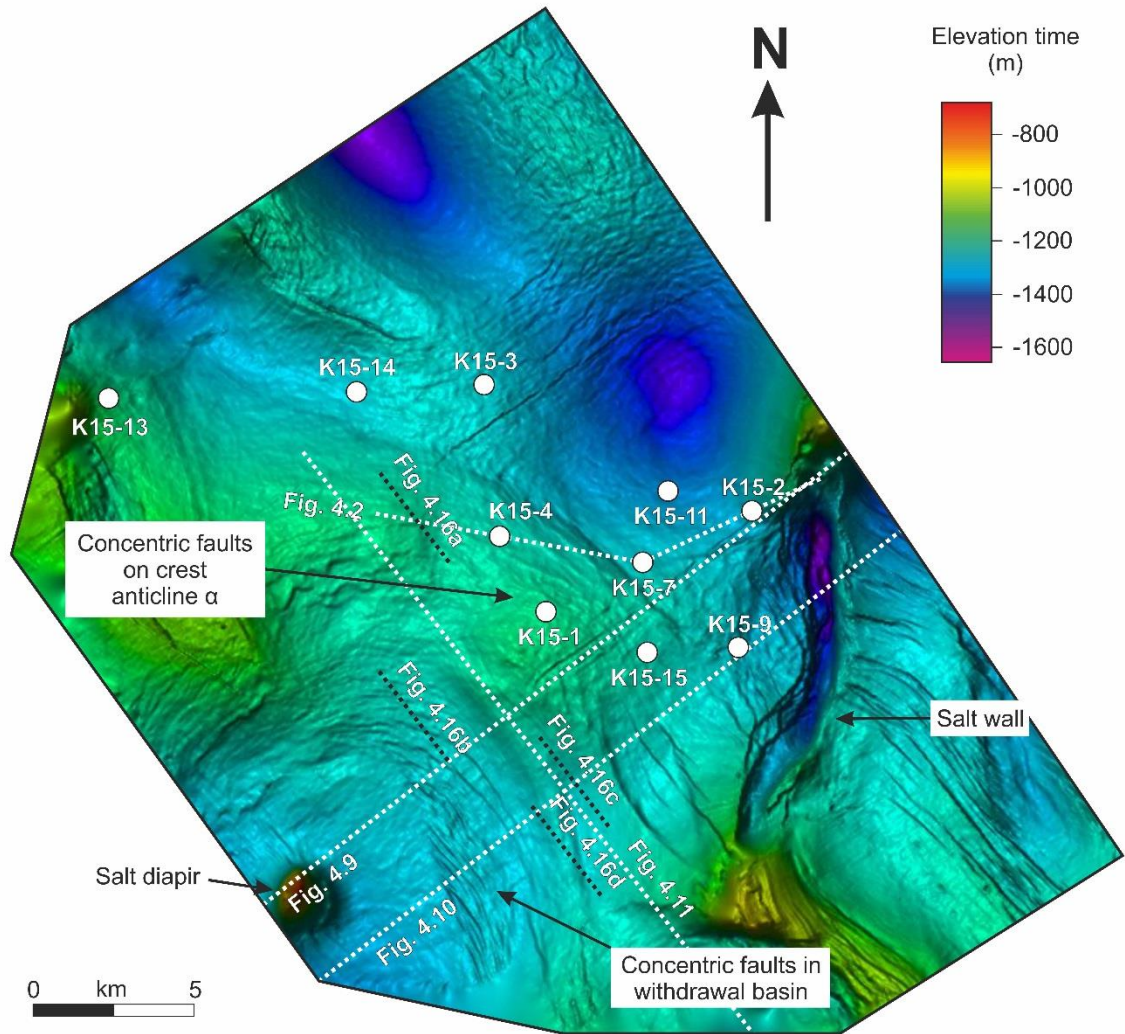 Elevation time
(m)
N
-800
-1000
-1200
-1400
-1600
K15-14
K15-3
K15-13
Fig. 4.16a
Fig. 4.2
K15-4
K15-11
K15-2
Concentric faults
on crest
anticline α
K15-7
K15-1
K15-9
K15-15
Fig. 4.16b
Fig. 4.16c
Salt wall
Fig. 4.16d
Fig. 4.11
Salt diapir
Fig. 4.9
Fig. 4.10
Concentric faults in
withdrawal basin
0 km 5